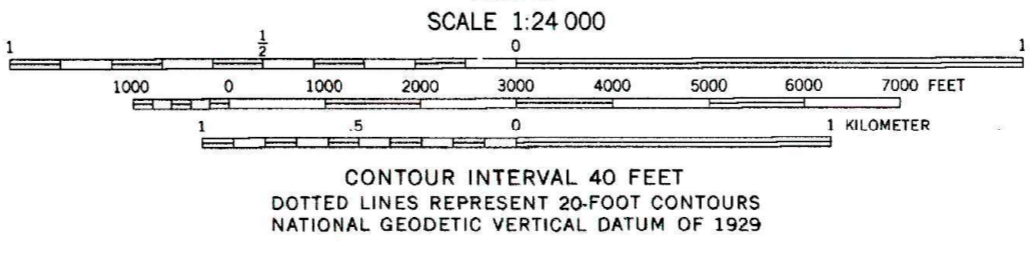 SCALE 1:24 000
1 1/2 0 1
1000 0 1000 2000 3000 4000 5000 6000 7000 FEET
1 .5 0 1 KILOMETER
CONTOUR INTERVAL 40 FEET
DOTTED LINES REPRESENT 20-FOOT CONTOURS
NATIONAL GEODETIC VERTICAL DATUM OF 1929